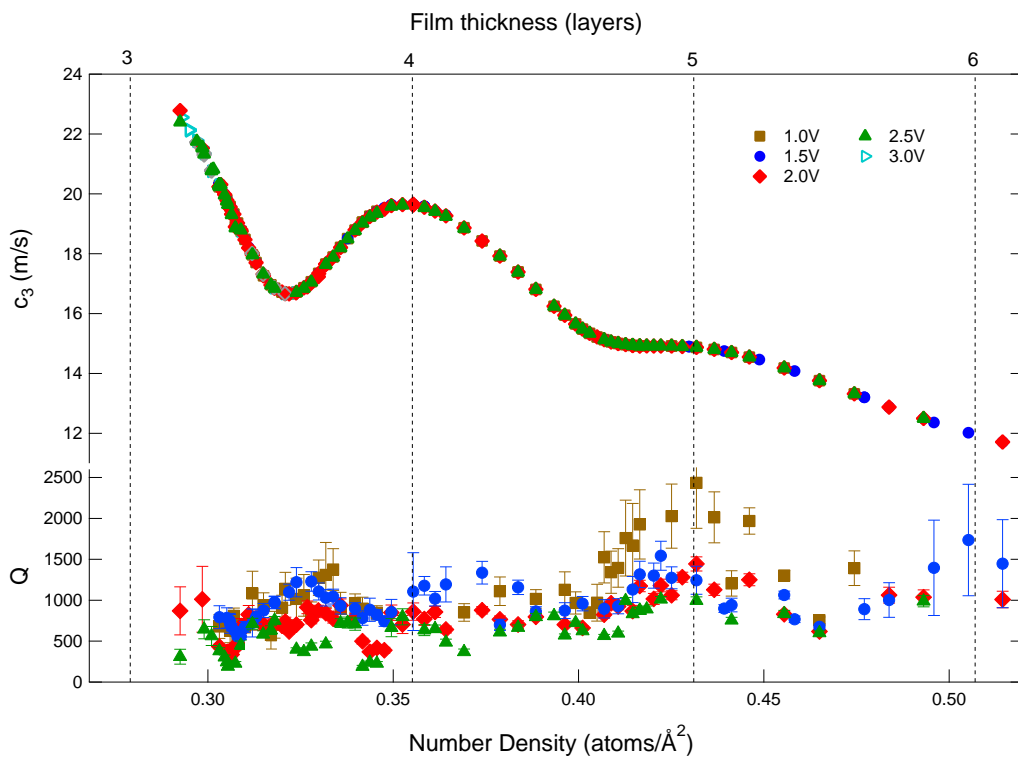 Film thickness (layers)
3 4 5 6
24
22
20
18
16
14
12
c₃ (m/s)
1.0V
1.5V
2.0V
2.5V
3.0V
2500
2000
1500
1000
500
0
Q
0.30 0.35 0.40 0.45 0.50
Number Density (atoms/Å²)